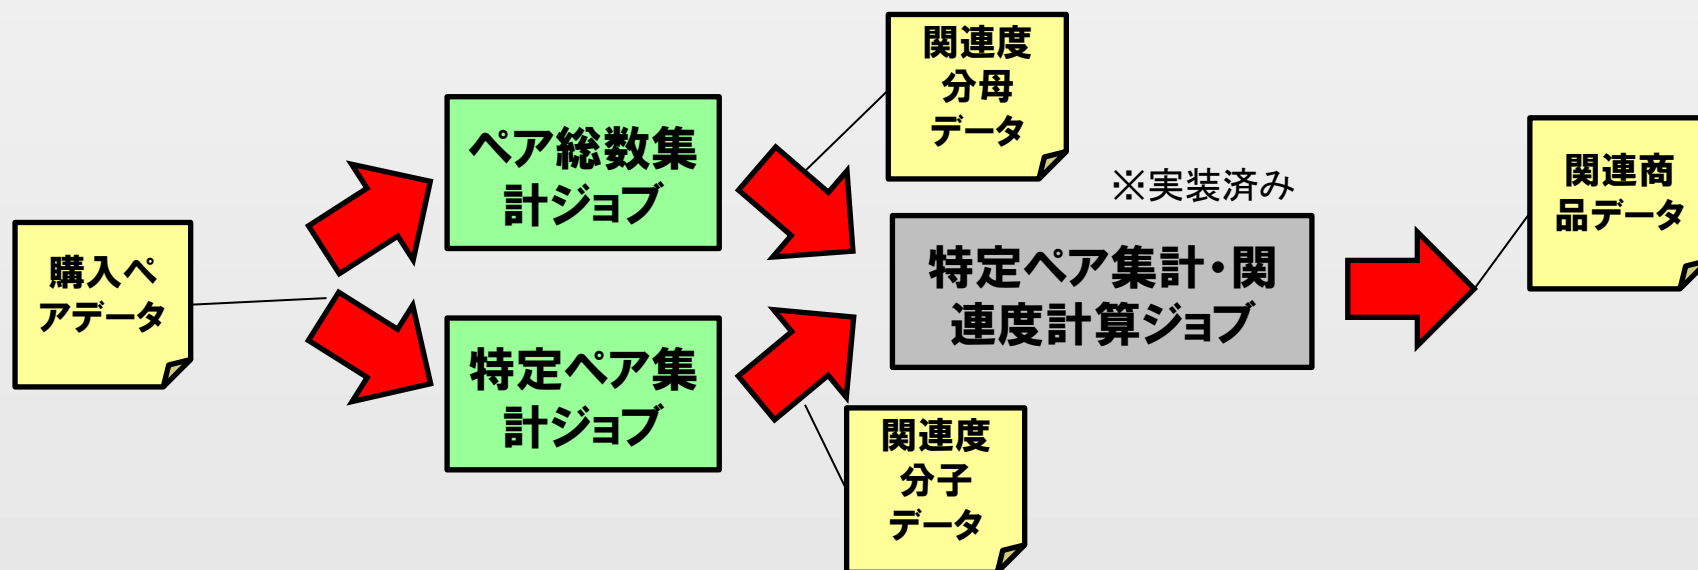 関連度
分母
データ
ペア総数集
計ジョブ
※実装済み
関連商
品データ
購入ペ
アデータ
特定ペア集計・関
連度計算ジョブ
特定ペア集
計ジョブ
関連度
分子
データ